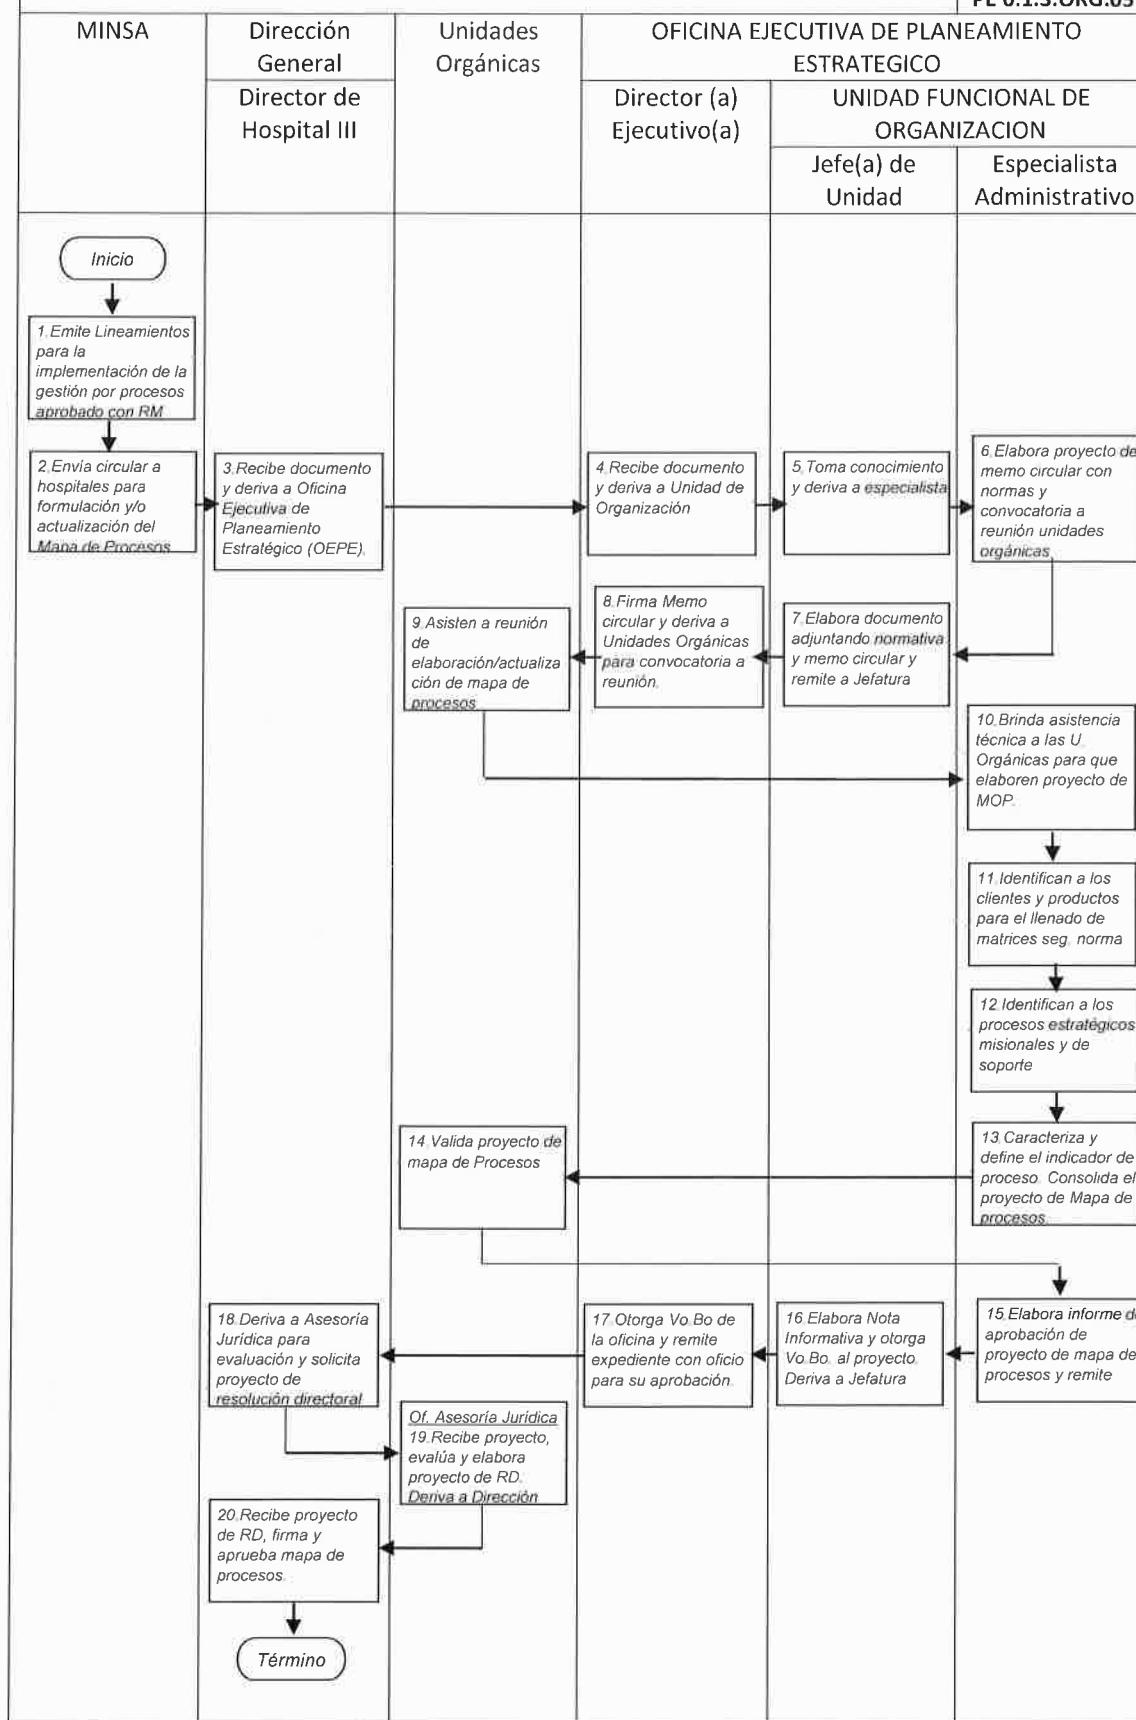 PE 0.1.3.ORG.05
MINSA
Dirección
General
Unidades
Orgánicas
OFICINA EJECUTIVA DE PLANEAMIENTO
ESTRATEGICO
Director de
Hospital III
Director (a)
Ejecutivo(a)
UNIDAD FUNCIONAL DE
ORGANIZACION
Jefe(a) de
Unidad
Especialista
Administrativo
Inicio
1.Emite Lineamientos
para la
implementación de la
gestión por procesos
aprobado con RM
2.Envía circular a
hospitales para
formulación y/o
actualización del
Mapa de Procesos
3.Recibe documento
y deriva a Oficina
Ejecutiva de
Planeamiento
Estratégico (OEPE).
4.Recibe documento
y deriva a Unidad de
Organización
5.Toma conocimiento
y deriva a especialista
6.Elabora proyecto de
memo circular con
normas y
convocatoria a
reunión unidades
orgánicas
9.Asisten a reunión
de
elaboración/actualiza
ción de mapa de
procesos
8.Firma Memo
circular y deriva a
Unidades Orgánicas
para convocatoria a
reunión.
7.Elabora documento
adjuntando normativa
y memo circular y
remite a Jefatura
10.Brinda asistencia
técnica a las U.
Orgánicas para que
elaboren proyecto de
MOP.
11.Identifican a los
clientes y productos
para el llenado de
matrices seg. norma
12.Identifican a los
procesos estratégicos
misionales y de
soporte
14.Valida proyecto de
mapa de Procesos
13.Caracteriza y
define el indicador de
proceso. Consolida el
proyecto de Mapa de
procesos.
18.Deriva a Asesoría
Jurídica para
evaluación y solicita
proyecto de
resolución directoral
17.Otorga Vo.Bo de
la oficina y remite
expediente con oficio
para su aprobación.
16.Elabora Nota
Informativa y otorga
Vo.Bo. al proyecto.
Deriva a Jefatura
15.Elabora informe de
aprobación de
proyecto de mapa de
procesos y remite
Of. Asesoría Jurídica
19.Recibe proyecto,
evalúa y elabora
proyecto de RD.
Deriva a Dirección
20.Recibe proyecto
de RD, firma y
aprueba mapa de
procesos.
Término